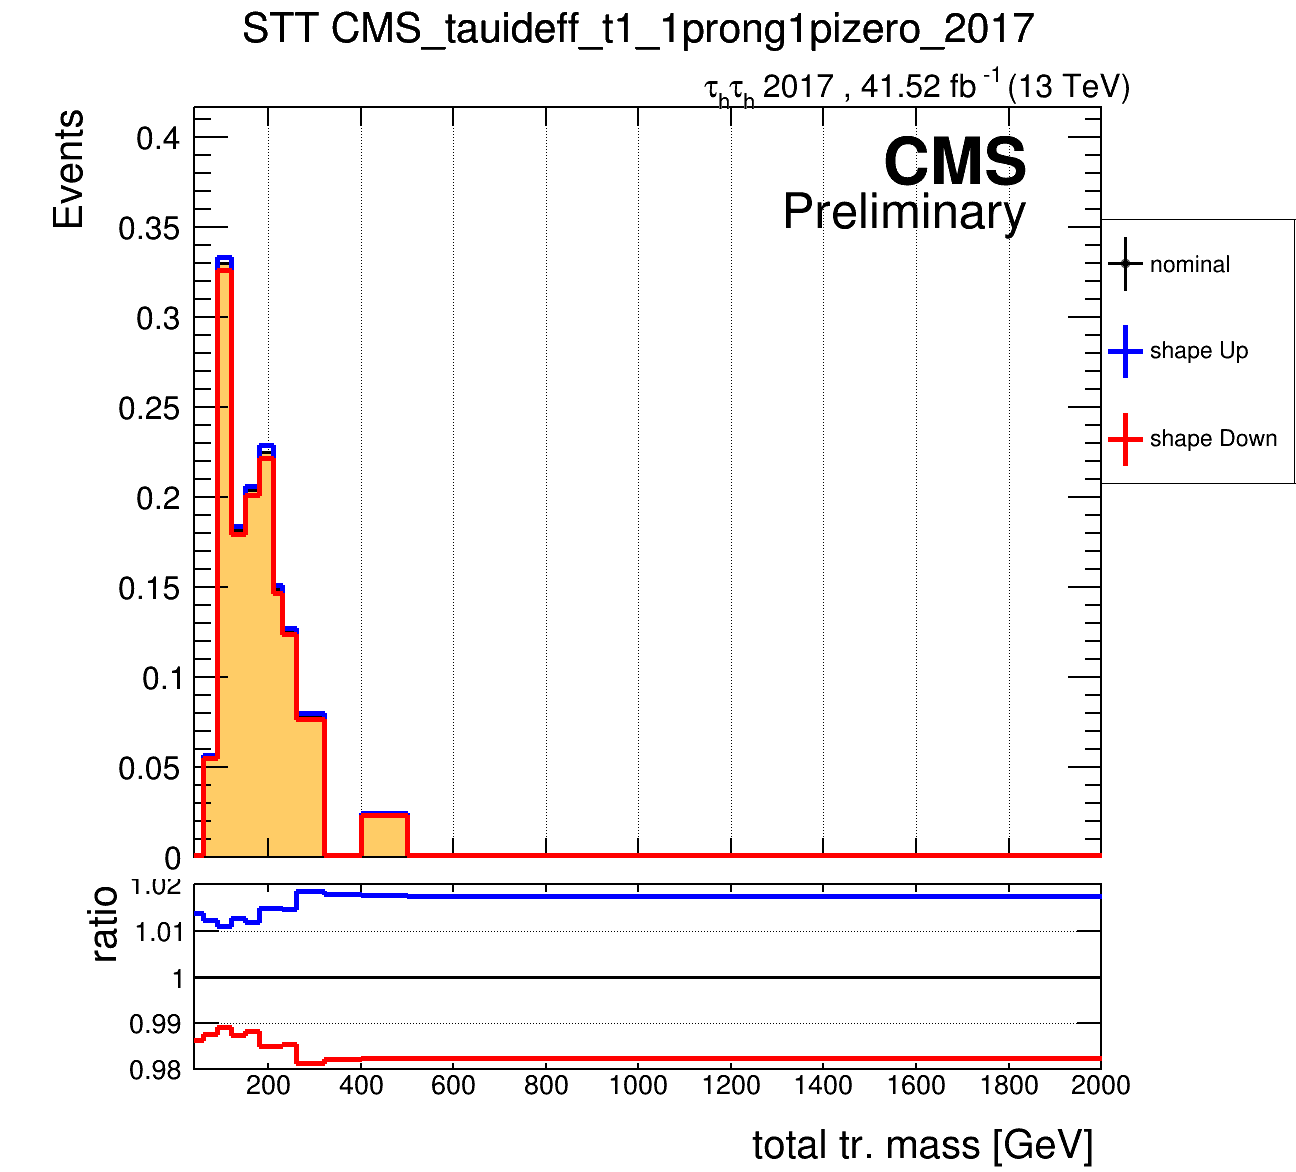 STT CMS_tauideff_t1_1prong1pizero_2017
τhτh 2017 , 41.52 fb -1 (13 TeV)
Events
CMS
Preliminary
0.4
0.35
0.3
0.25
0.2
0.15
0.1
0.05
0
nominal
shape Up
shape Down
ratio
1.02
1.01
1
0.99
0.98
200 400 600 800 1000 1200 1400 1600 1800 2000
total tr. mass [GeV]